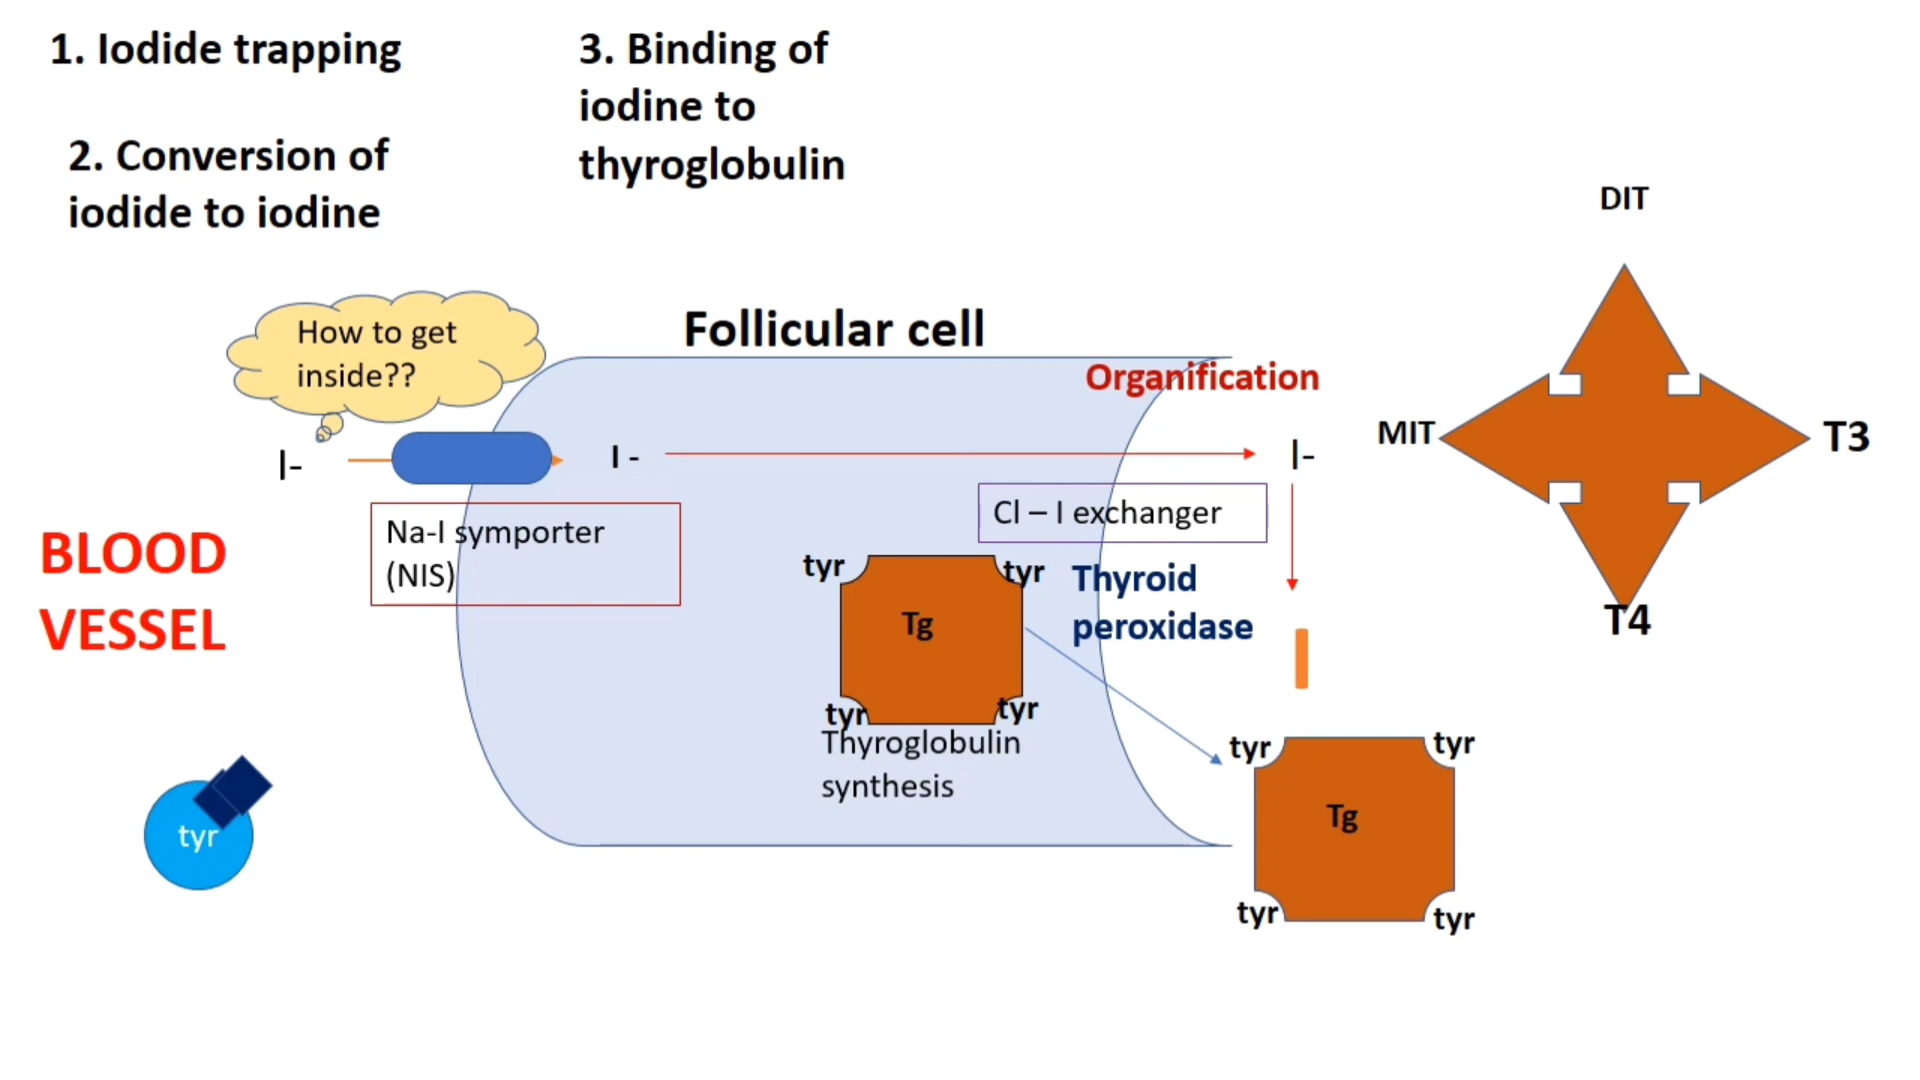 1. Iodide trapping
2. Conversion of
iodide to iodine
3. Binding of
iodine to
thyroglobulin
DIT
MIT
T3
T4
How to get
inside??
Follicular cell
Organification
I-
I -
I-
Na-I symporter
(NIS)
Cl – I exchanger
BLOOD
VESSEL
tyr
tyr
Tg
tyr
tyr
Thyroglobulin
synthesis
Thyroid
peroxidase
I
tyr
tyr
tyr
Tg
tyr
tyr